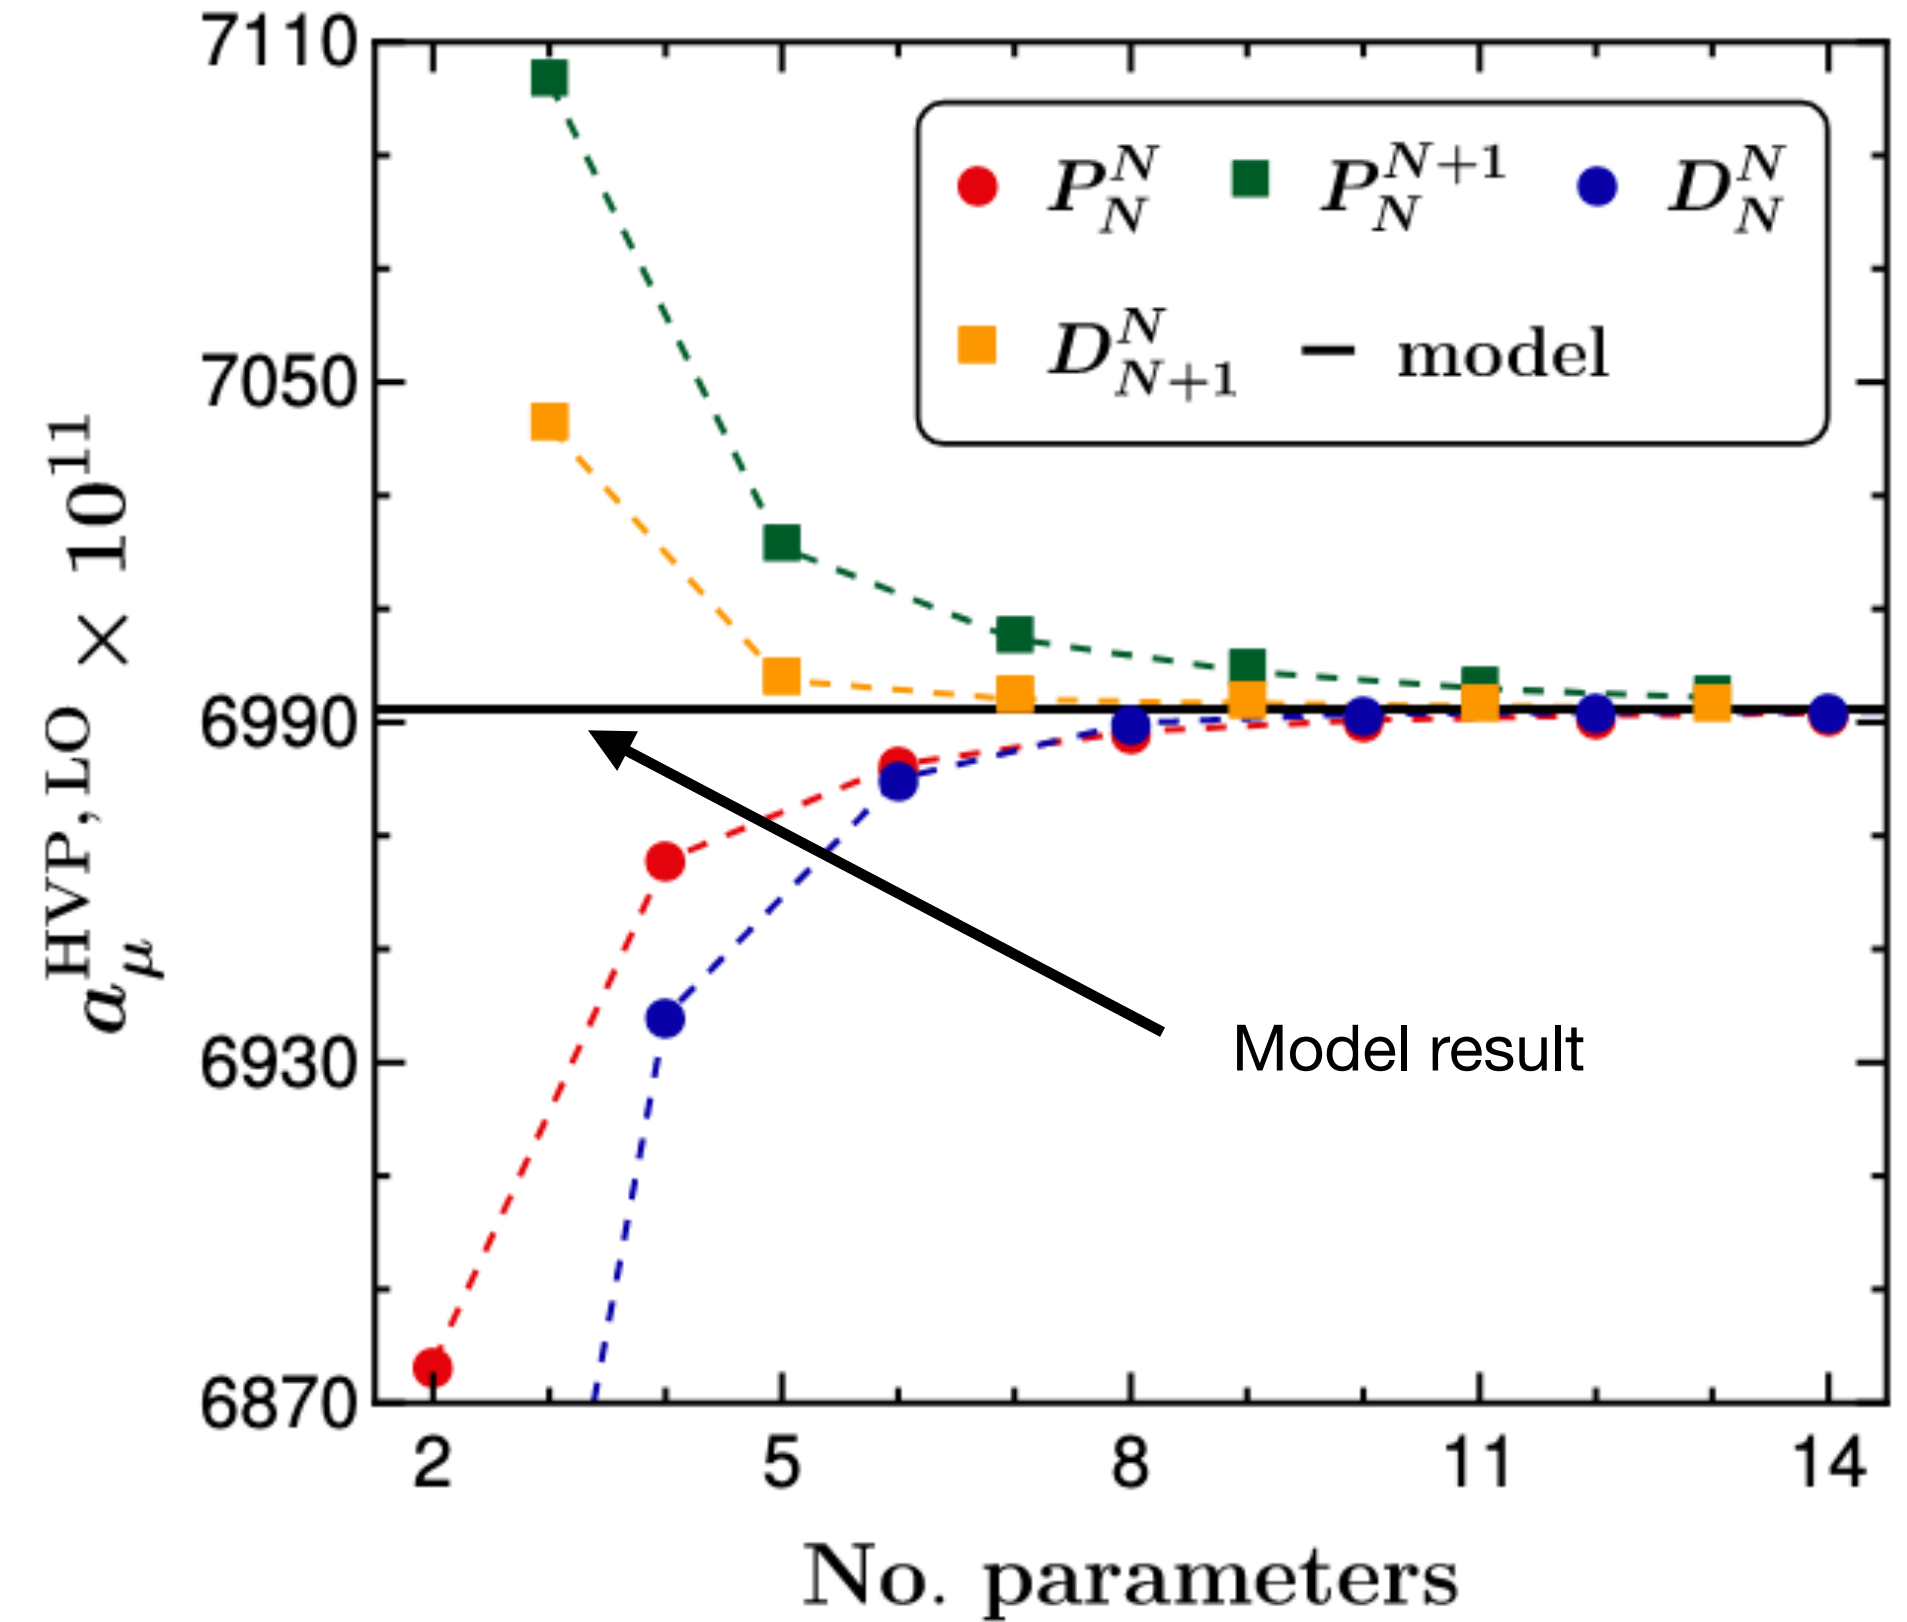 7110
7050
6990
6930
6870
a_μ^{HVP, LO} × 10^{11}
P_N^N P_N^{N+1} D_N^N
D_{N+1}^N model
Model result
2 5 8 11 14
No. parameters